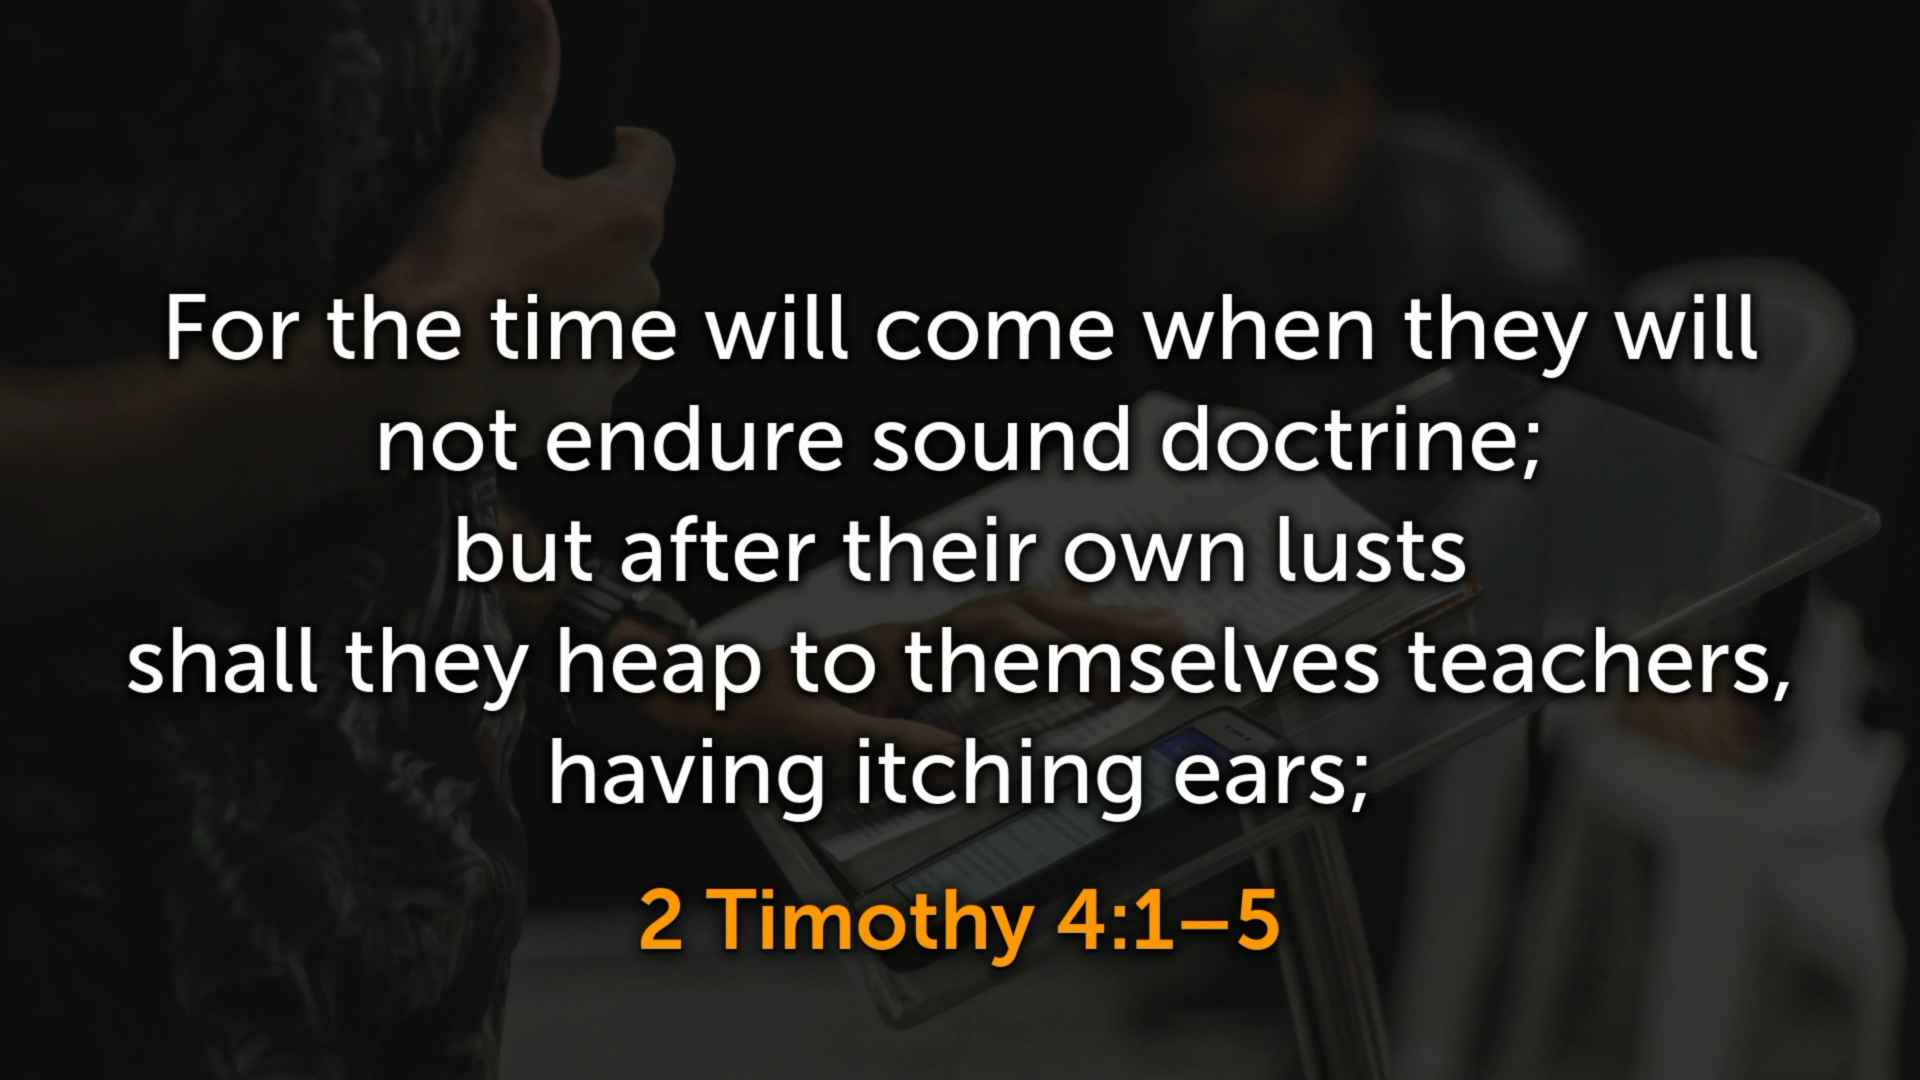 For the time will come when they will
not endure sound doctrine;
but after their own lusts
shall they heap to themselves teachers,
having itching ears;
2 Timothy 4:1–5